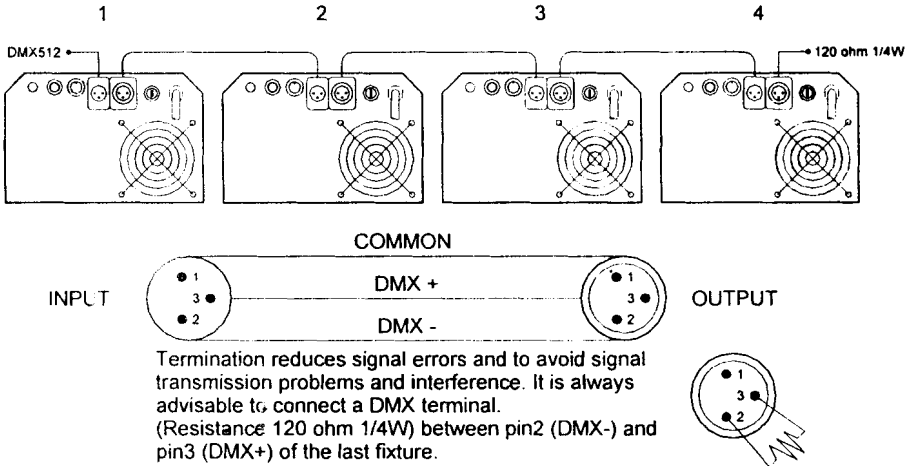 1 2 3 4
DMX512
120 ohm 1/4W
COMMON
INPUT
1
3
2
DMX +
DMX -
1
3
2
OUTPUT
Termination reduces signal errors and to avoid signal
transmission problems and interference. It is always
advisable to connect a DMX terminal.
(Resistance 120 ohm 1/4W) between pin2 (DMX-) and
pin3 (DMX+) of the last fixture.
1
3
2